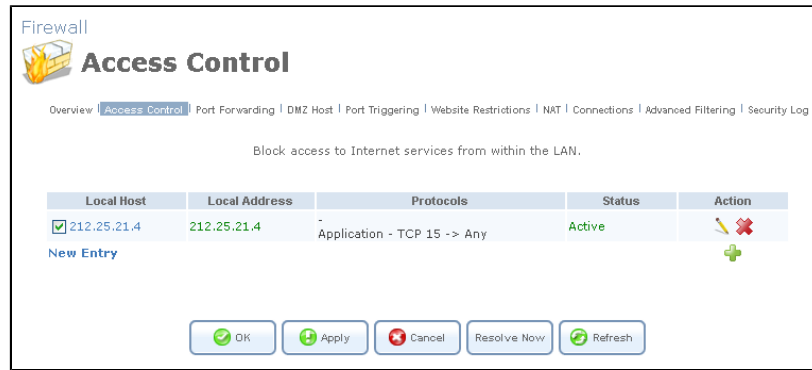 Firewall
Access Control
Overview | Access Control | Port Forwarding | DMZ Host | Port Triggering | Website Restrictions | NAT | Connections | Advanced Filtering | Security Log
Block access to Internet services from within the LAN.
Local Host Local Address Protocols Status Action
212.25.21.4 212.25.21.4 - Active
Application - TCP 15 -> Any
New Entry
OK Apply Cancel Resolve Now Refresh